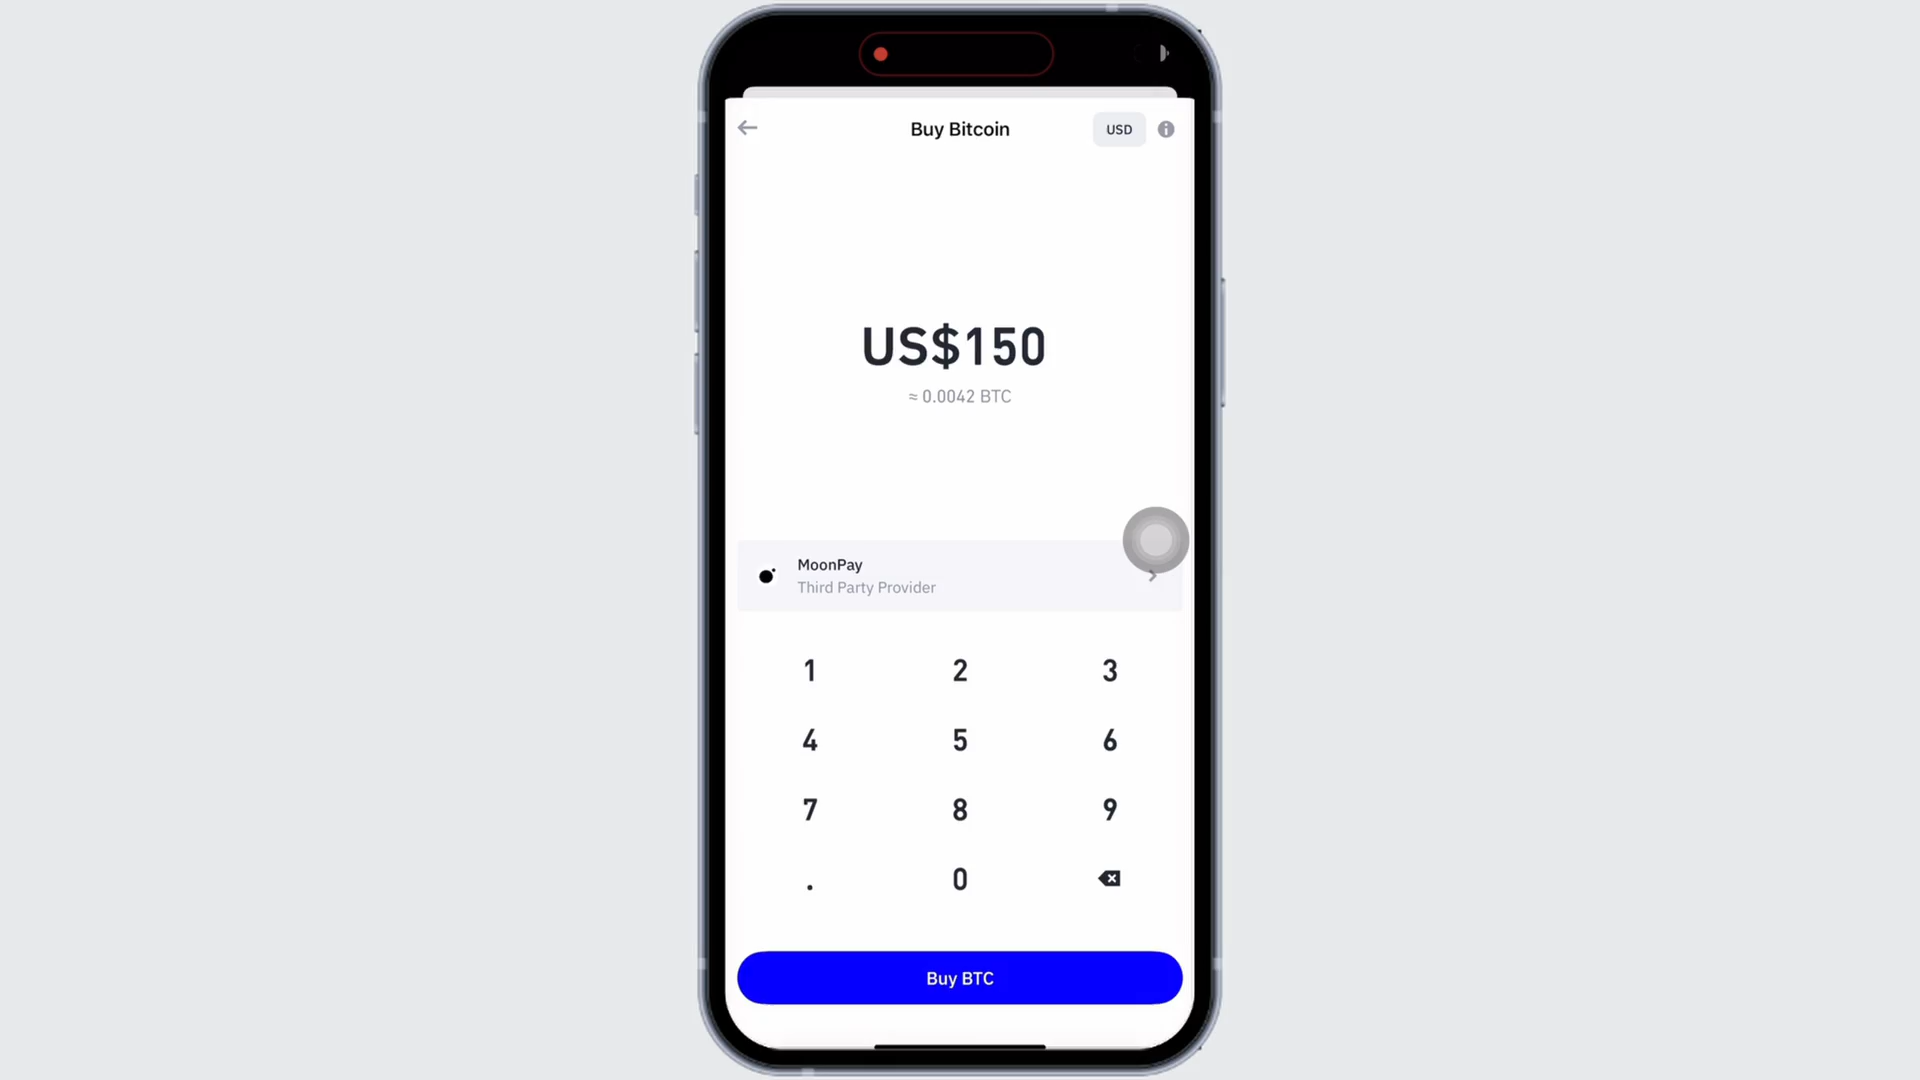 Buy Bitcoin
USD
US$150
≈ 0.0042 BTC
MoonPay
Third Party Provider
1 2 3
4 5 6
7 8 9
. 0
Buy BTC